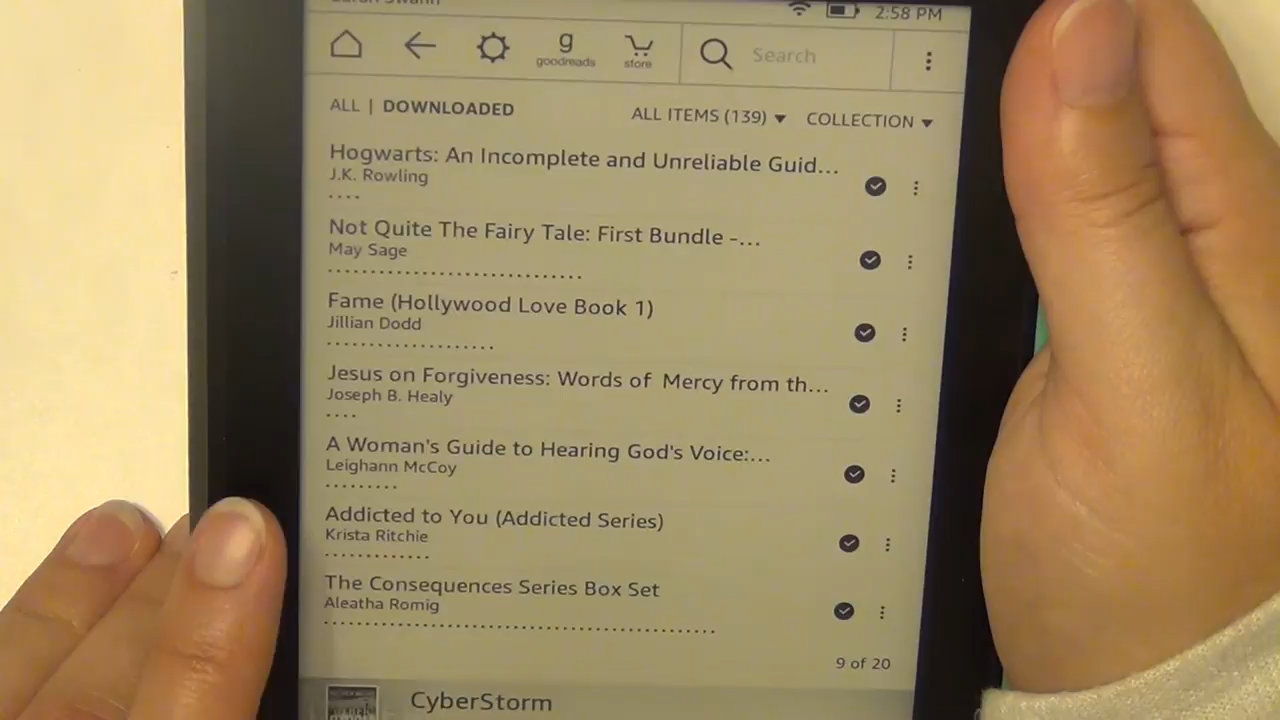 2:58 PM
goodreads
store
Search
ALL | DOWNLOADED
ALL ITEMS (139)
COLLECTION
Hogwarts: An Incomplete and Unreliable Guid...
J.K. Rowling
Not Quite The Fairy Tale: First Bundle -...
May Sage
Fame (Hollywood Love Book 1)
Jillian Dodd
Jesus on Forgiveness: Words of Mercy from th...
Joseph B. Healy
A Woman's Guide to Hearing God's Voice:...
Leighann McCoy
Addicted to You (Addicted Series)
Krista Ritchie
The Consequences Series Box Set
Aleatha Romig
9 of 20
CyberStorm